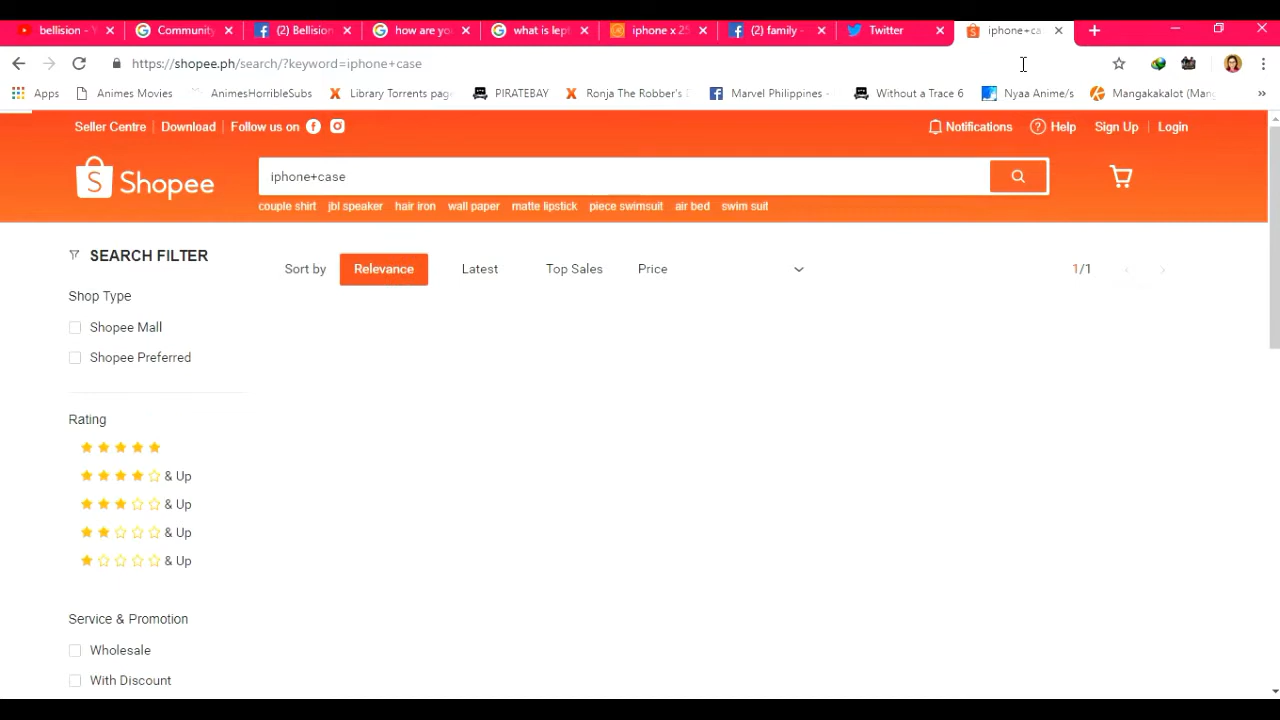 bellision - Y
Community
(2) Bellision
how are you
what is lept
iphone x 25
(2) family -
Twitter
iphone+ca
https://shopee.ph/search/?keyword=iphone+case
Apps
Animes Movies
AnimesHorribleSubs
Library Torrents pag
PIRATEBAY
Ronja The Robber's
Marvel Philippines -
Without a Trace 6
Nyaa Anime/s
Mangakakalot (Mang
Seller Centre | Download | Follow us on
Notifications
Help
Sign Up | Login
Shopee
iphone+case
couple shirt jbl speaker hair iron wall paper matte lipstick piece swimsuit air bed swim suit
SEARCH FILTER
Sort by Relevance Latest Top Sales Price
1/1
Shop Type
Shopee Mall
Shopee Preferred
Rating
& Up
& Up
& Up
& Up
Service & Promotion
Wholesale
With Discount